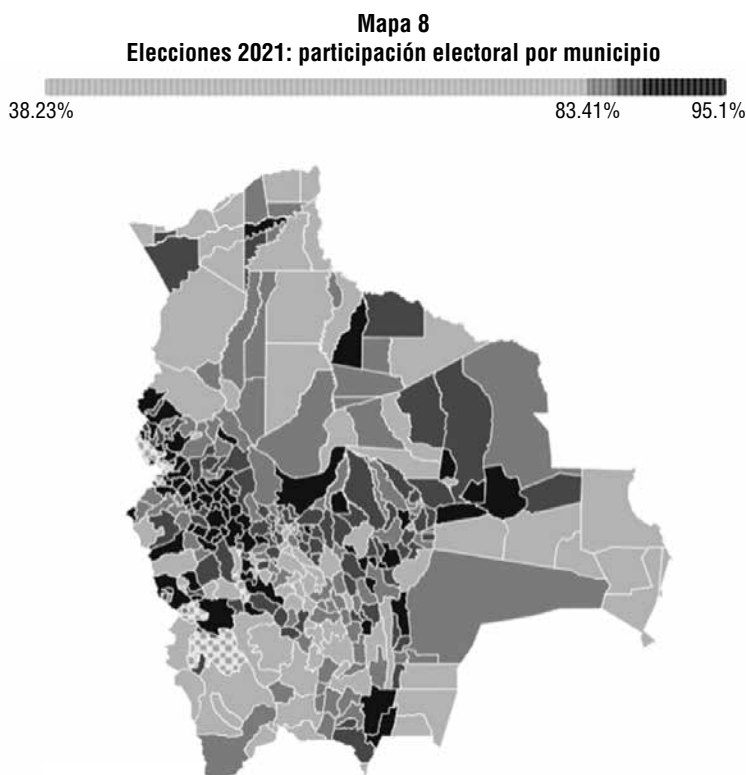 Mapa 8
Elecciones 2021: participación electoral por municipio
38.23% 83.41% 95.1%